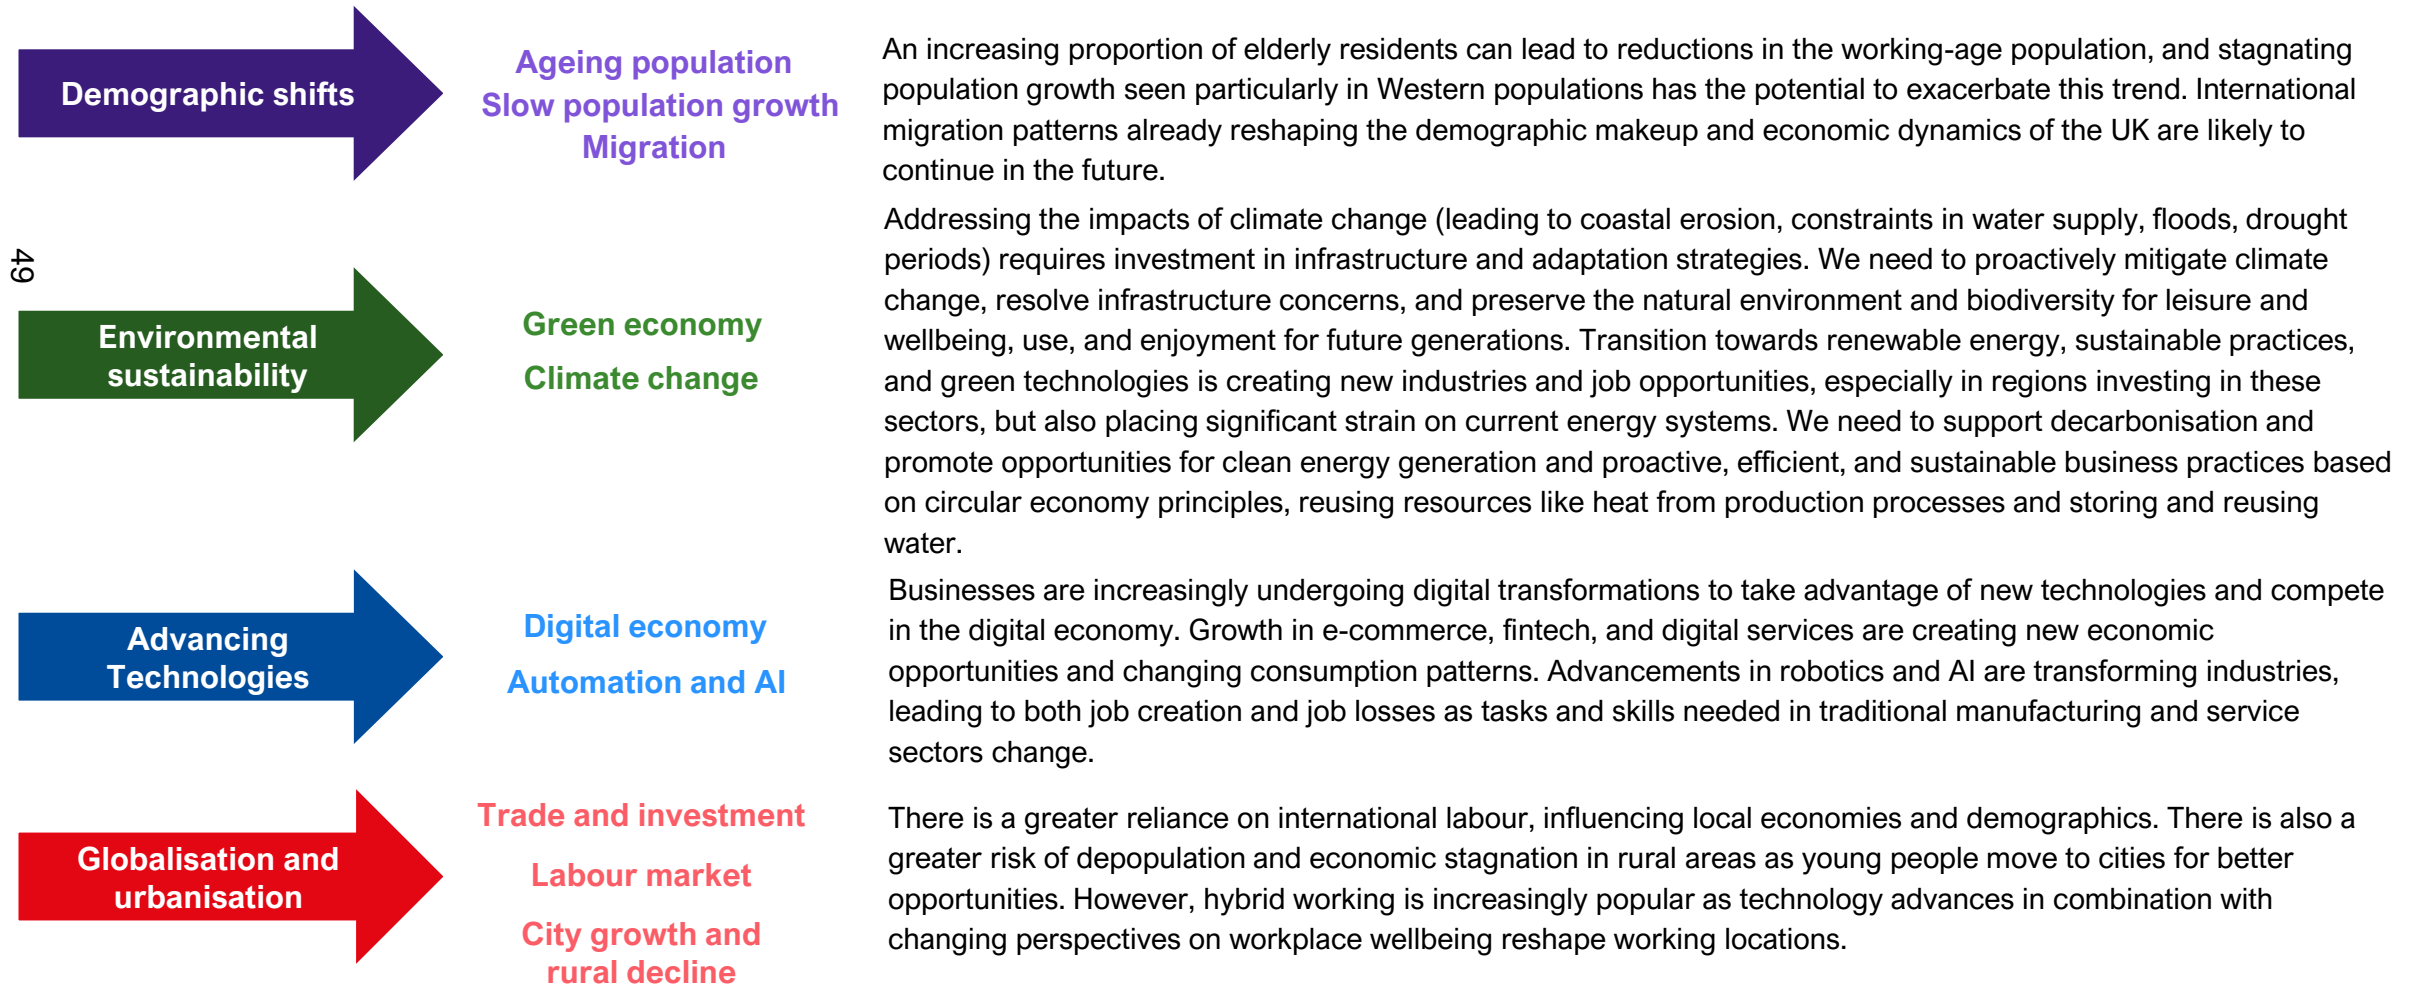 Demographic shifts
Ageing population
Slow population growth
Migration
An increasing proportion of elderly residents can lead to reductions in the working-age population, and stagnating
population growth seen particularly in Western populations has the potential to exacerbate this trend. International
migration patterns already reshaping the demographic makeup and economic dynamics of the UK are likely to
continue in the future.
49
Environmental
sustainability
Green economy
Climate change
Addressing the impacts of climate change (leading to coastal erosion, constraints in water supply, floods, drought
periods) requires investment in infrastructure and adaptation strategies. We need to proactively mitigate climate
change, resolve infrastructure concerns, and preserve the natural environment and biodiversity for leisure and
wellbeing, use, and enjoyment for future generations. Transition towards renewable energy, sustainable practices,
and green technologies is creating new industries and job opportunities, especially in regions investing in these
sectors, but also placing significant strain on current energy systems. We need to support decarbonisation and
promote opportunities for clean energy generation and proactive, efficient, and sustainable business practices based
on circular economy principles, reusing resources like heat from production processes and storing and reusing
water.
Advancing
Technologies
Digital economy
Automation and AI
Businesses are increasingly undergoing digital transformations to take advantage of new technologies and compete
in the digital economy. Growth in e-commerce, fintech, and digital services are creating new economic
opportunities and changing consumption patterns. Advancements in robotics and AI are transforming industries,
leading to both job creation and job losses as tasks and skills needed in traditional manufacturing and service
sectors change.
Globalisation and
urbanisation
Trade and investment
Labour market
City growth and
rural decline
There is a greater reliance on international labour, influencing local economies and demographics. There is also a
greater risk of depopulation and economic stagnation in rural areas as young people move to cities for better
opportunities. However, hybrid working is increasingly popular as technology advances in combination with
changing perspectives on workplace wellbeing reshape working locations.